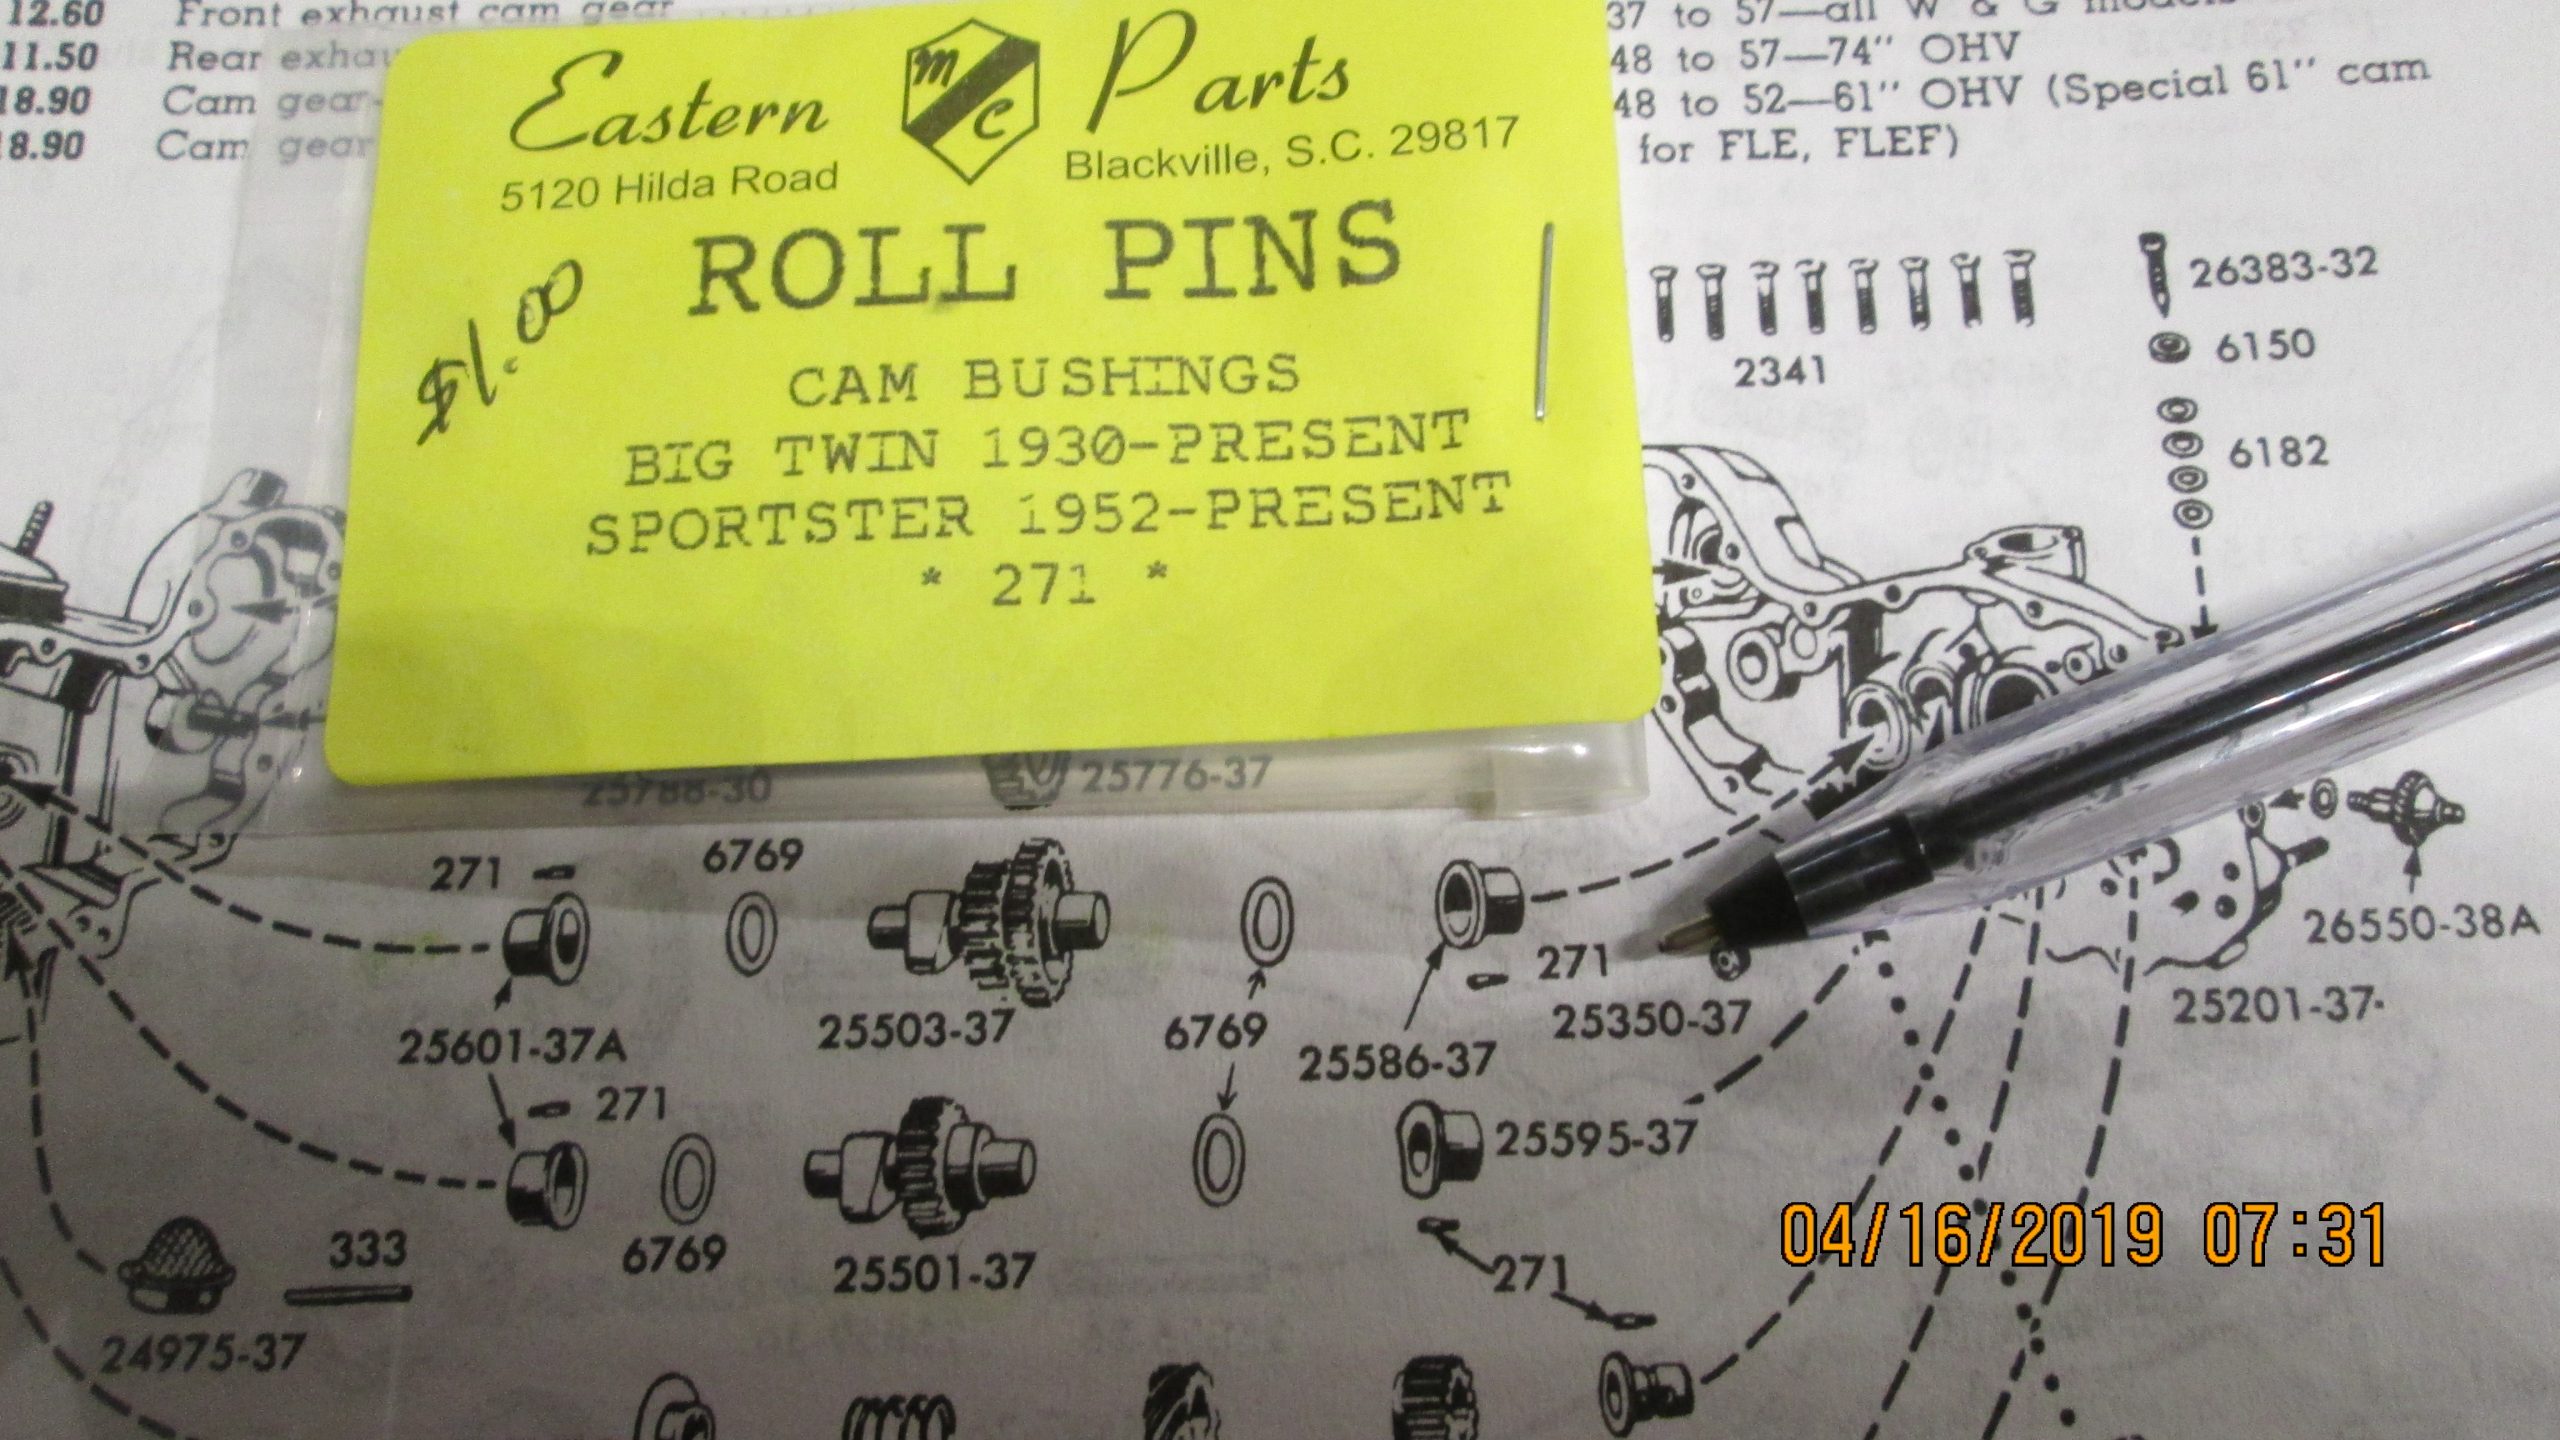 12.60 Front exhaust cam gear
11.50 Rear
18.90 Cam gear
18.90 Cam gear
37 to 57—all W & G models
48 to 57—74" OHV
48 to 52—61" OHV (Special 61" cam
for FLE, FLEF)
Eastern mc Parts
5120 Hilda Road Blackville, S.C. 29817
ROLL PINS
$1.00
CAM BUSHINGS
BIG TWIN 1930-PRESENT
SPORTSTER 1952-PRESENT
* 271 *
26383-32
2341
6150
6182
25788-30
25776-37
271
6769
26550-38A
271
25601-37A
25503-37
6769
25586-37
25350-37
25201-37
271
25595-37
333
6769
25501-37
271
24975-37
04/16/2019 07:31